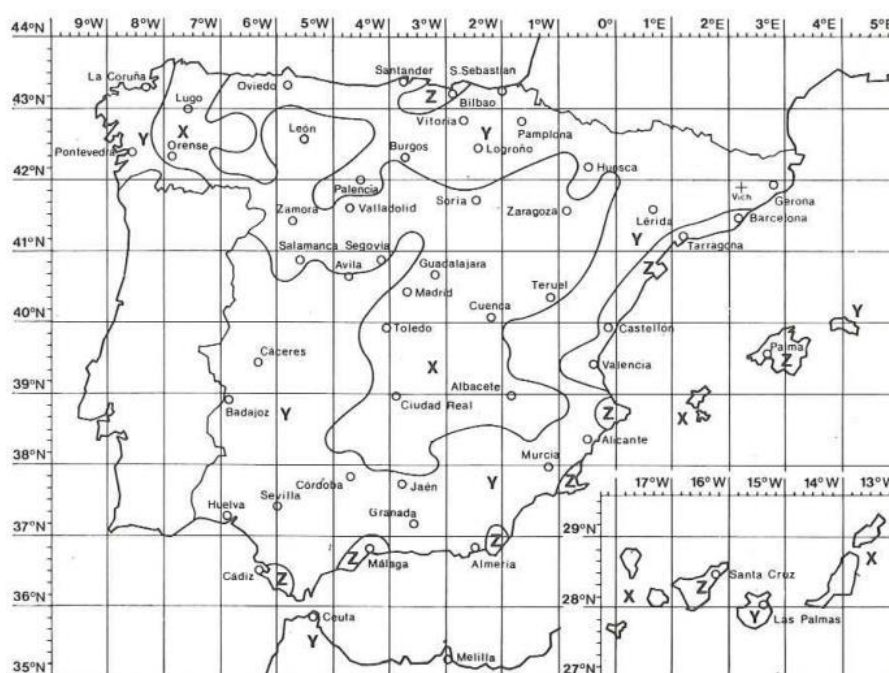 44°N 9°W 8°W 7°W 6°W 5°W 4°W 3°W 2°W 1°W 0° 1°E 2°E 3°E 4°E 5°E
La Coruña Oviedo Santander S.Sebastian
43°N Lugo Z Bilbao
Y X León Vitoria Y Pamplona
Pontevedra Orense Burgos Logroño
42°N Palencia Huesca Vich Gerona
Zamora Valladolid Soria Zaragoza Lérida Barcelona
41°N Salamanca Segovia Y Tarragona
Avila Guadalajara Z
Madrid Teruel
40°N Cuenca Y
Toledo Castellón Palma
Cáceres X Valencia Z
39°N Albacete
Badajoz Y Ciudad Real Z X
38°N Alicante
Murcia
Córdoba Jaén Y Z 17°W 16°W 15°W 14°W 13°W
Huelva Sevilla
37°N Granada 29°N
Z Z Málaga Almeria X
Cádiz Z Santa Cruz
36°N 28°N X Z
Ceuta Y Las Palmas
Y
35°N Melilla 27°N